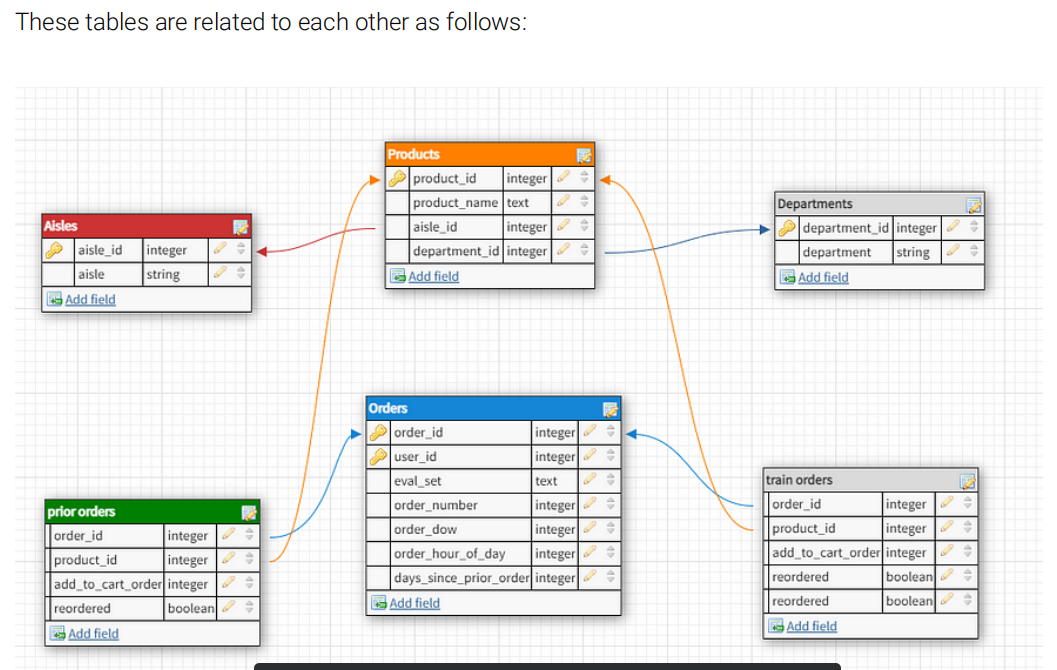 These tables are related to each other as follows:
Products
product_id integer
product_name text
aisle_id integer
department_id integer
Add field
Departments
department_id integer
department string
Add field
Aisles
aisle_id integer
aisle string
Add field
Orders
order_id integer
user_id integer
eval_set text
order_number integer
order_dow integer
order_hour_of_day integer
days_since_prior_order integer
Add field
train orders
order_id integer
product_id integer
add_to_cart_order integer
reordered boolean
reordered boolean
Add field
prior orders
order_id integer
product_id integer
add_to_cart_order integer
reordered boolean
Add field